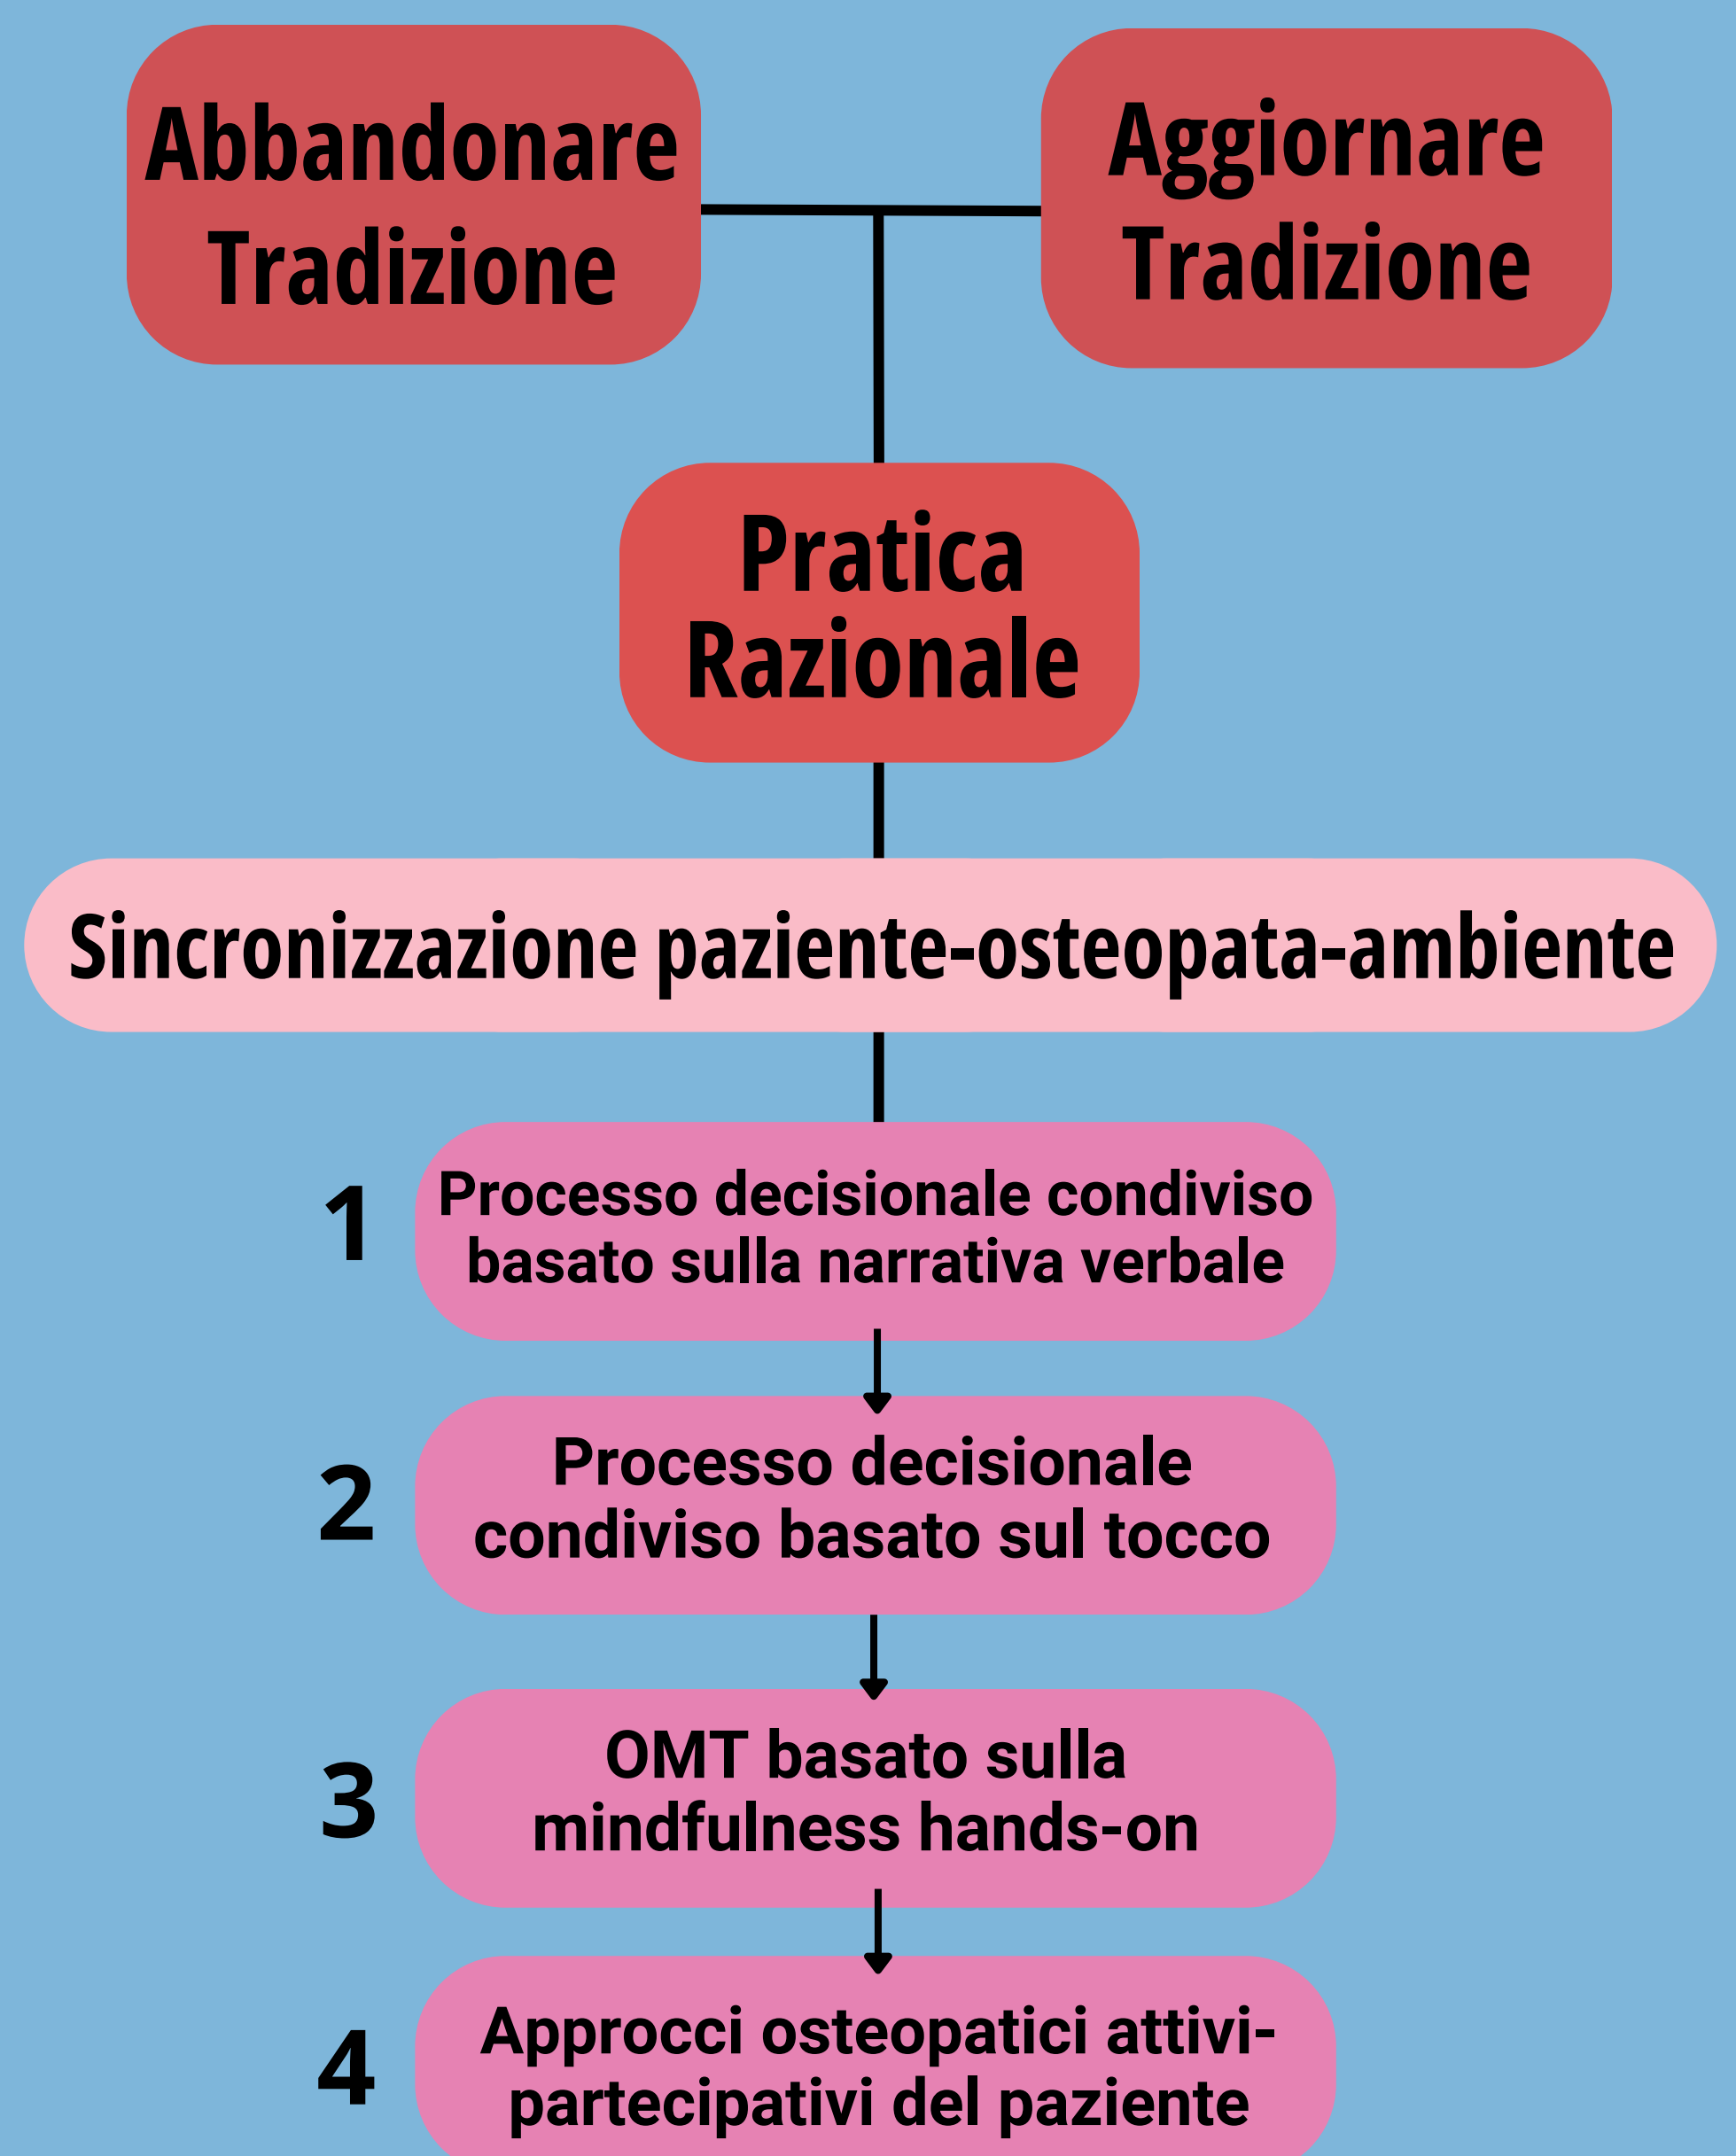 Abbandonare
Tradizione
Aggiornare
Tradizione
Pratica
Razionale
Sincronizzazione paziente-osteopata-ambiente
1
Processo decisionale condiviso
basato sulla narrativa verbale
2
Processo decisionale
condiviso basato sul tocco
3
OMT basato sulla
mindfulness hands-on
4
Approcci osteopatici attivi-
partecipativi del paziente